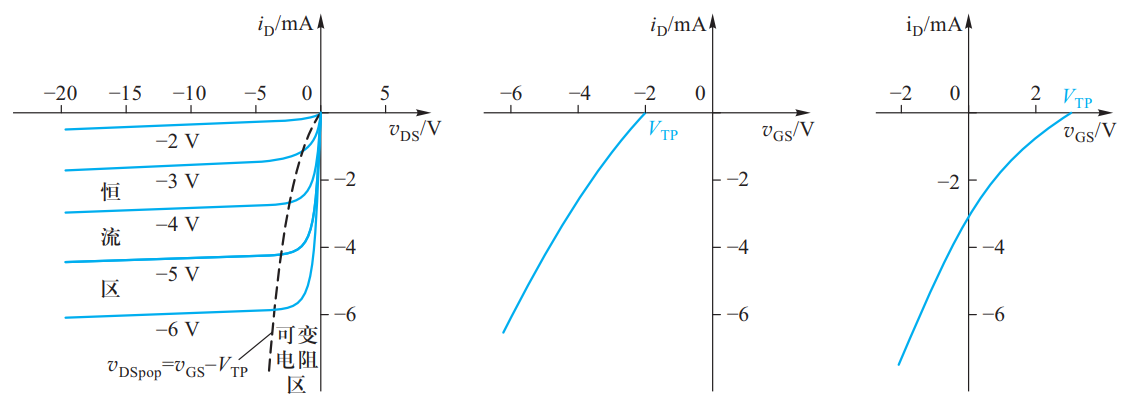 i_D/mA
−20 −15 −10 −5 0 5
v_DS/V
−2 V
−3 V
−4 V
−5 V
−6 V
恒
流
区
−2
−4
−6
v_DSpop=v_GS−V_TP
可变
电阻
区
i_D/mA
−6 −4 −2 0
V_TP
v_GS/V
−2
−4
−6
i_D/mA
−2 0 2 V_TP
v_GS/V
−2
−4
−6